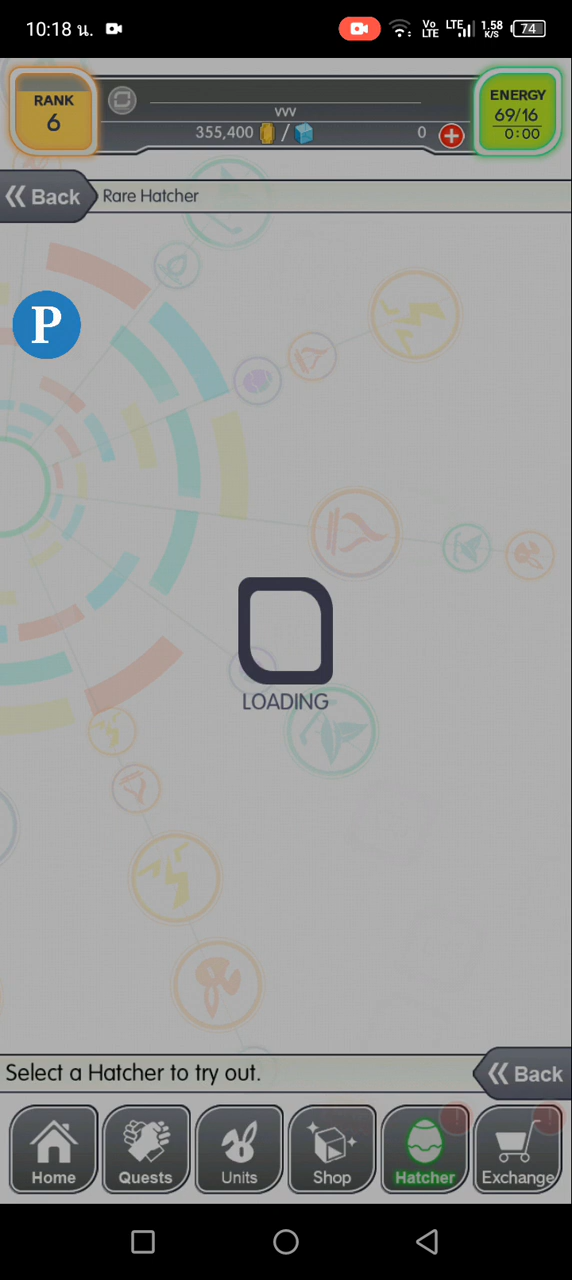 10:18 น.
Vo LTE
LTE
1.58 K/S
74
RANK
6
VVV
355,400 /
0
ENERGY
69/16
0:00
Back
Rare Hatcher
P
LOADING
Select a Hatcher to try out.
Back
Home
Quests
Units
Shop
Hatcher
Exchange